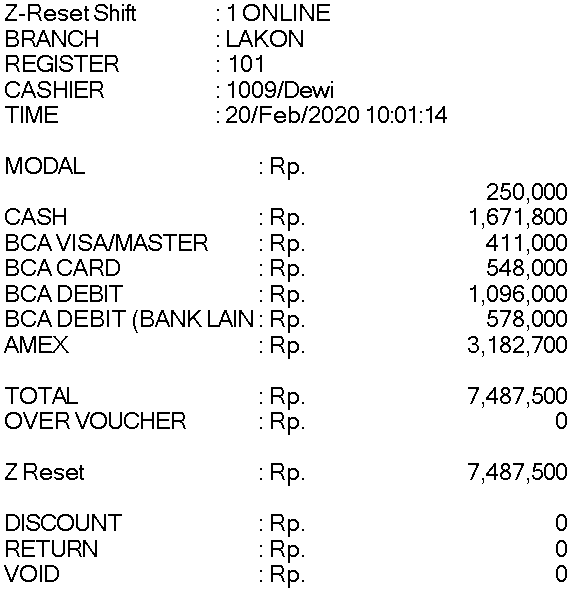 Z-Reset Shift : 1 ONLINE
BRANCH : LAKON
REGISTER : 101
CASHIER : 1009/Dewi
TIME : 20/Feb/2020 10:01:14
MODAL : Rp.
250,000
CASH : Rp. 1,671,800
BCA VISA/MASTER : Rp. 411,000
BCA CARD : Rp. 548,000
BCA DEBIT : Rp. 1,096,000
BCA DEBIT (BANK LAIN : Rp. 578,000
AMEX : Rp. 3,182,700
TOTAL : Rp. 7,487,500
OVER VOUCHER : Rp. 0
Z Reset : Rp. 7,487,500
DISCOUNT : Rp. 0
RETURN : Rp. 0
VOID : Rp. 0